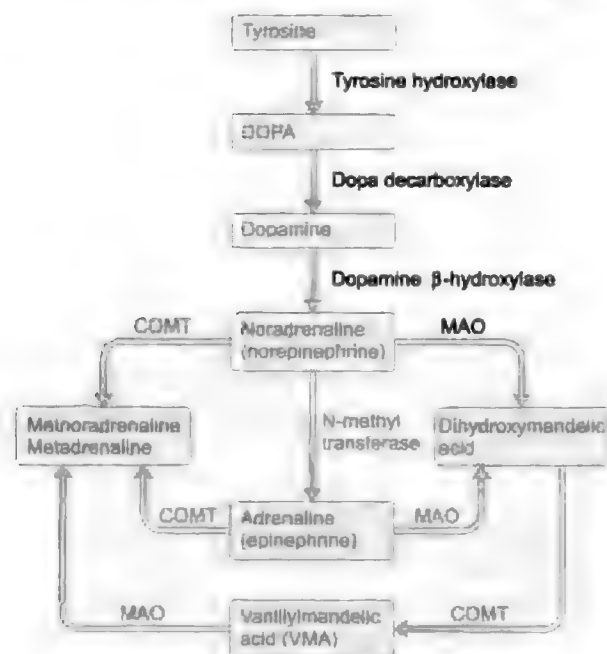 Tyrosine
Tyrosine hydroxylase
DOPA
Dopa decarboxylase
Dopamine
Dopamine β-hydroxylase
COMT
Noradrenaline
(norepinephrine)
MAO
Metnoradrenaline
Metadrenaline
N-methyl
transferase
Dihydroxymandelic
acid
COMT
Adrenaline
(epinephrine)
MAO
MAO
Vanillylmandelic
acid (VMA)
COMT